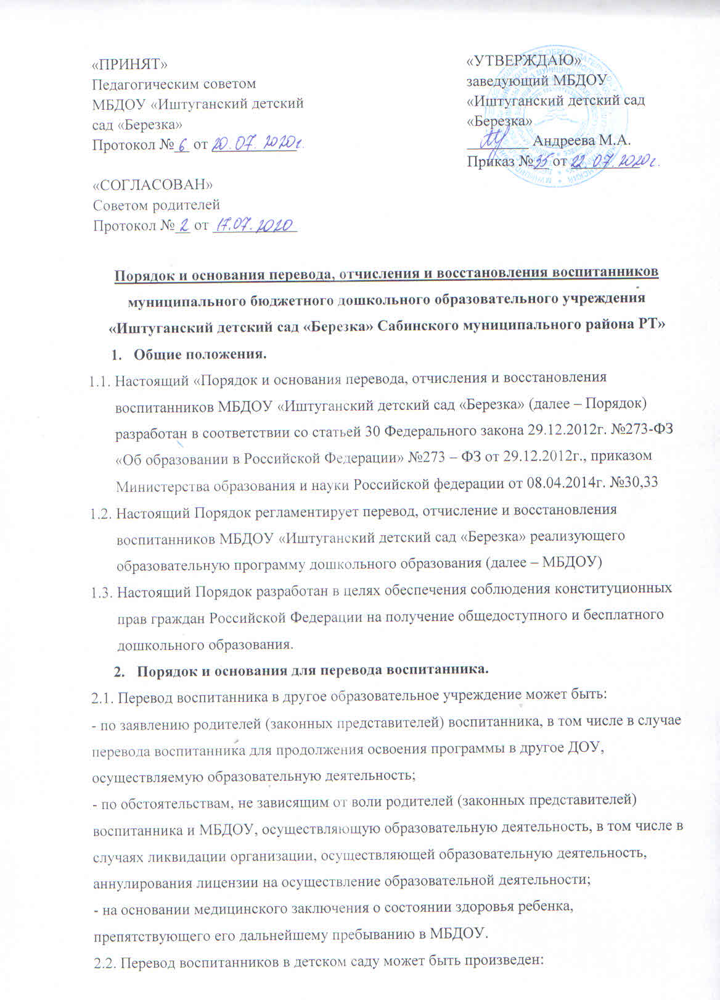 «ПРИНЯТ»
Педагогическим советом
МБДОУ «Иштуганский детский
сад «Березка»
Протокол № 6 от 20.07.2020г.
«СОГЛАСОВАН»
Советом родителей
Протокол № 2 от 17.07.2020
«УТВЕРЖДАЮ»
заведующий МБДОУ
«Иштуганский детский сад
«Березка»
Андреева М.А.
Приказ №35 от 22.07.2020г.
Порядок и основания перевода, отчисления и восстановления воспитанников
муниципального бюджетного дошкольного образовательного учреждения
«Иштуганский детский сад «Березка» Сабинского муниципального района РТ»
1. Общие положения.
1.1. Настоящий «Порядок и основания перевода, отчисления и восстановления
воспитанников МБДОУ «Иштуганский детский сад «Березка» (далее – Порядок)
разработан в соответствии со статьей 30 Федерального закона 29.12.2012г. №273-ФЗ
«Об образовании в Российской Федерации» №273 – ФЗ от 29.12.2012г., приказом
Министерства образования и науки Российской федерации от 08.04.2014г. №30,33
1.2. Настоящий Порядок регламентирует перевод, отчисление и восстановления
воспитанников МБДОУ «Иштуганский детский сад «Березка» реализующего
образовательную программу дошкольного образования (далее – МБДОУ)
1.3. Настоящий Порядок разработан в целях обеспечения соблюдения конституционных
прав граждан Российской Федерации на получение общедоступного и бесплатного
дошкольного образования.
2. Порядок и основания для перевода воспитанника.
2.1. Перевод воспитанника в другое образовательное учреждение может быть:
- по заявлению родителей (законных представителей) воспитанника, в том числе в случае
перевода воспитанника для продолжения освоения программы в другое ДОУ,
осуществляемую образовательную деятельность;
- по обстоятельствам, не зависящим от воли родителей (законных представителей)
воспитанника и МБДОУ, осуществляющую образовательную деятельность, в том числе в
случаях ликвидации организации, осуществляющей образовательную деятельность,
аннулирования лицензии на осуществление образовательной деятельности;
- на основании медицинского заключения о состоянии здоровья ребенка,
препятствующего его дальнейшему пребыванию в МБДОУ.
2.2. Перевод воспитанников в детском саду может быть произведен: